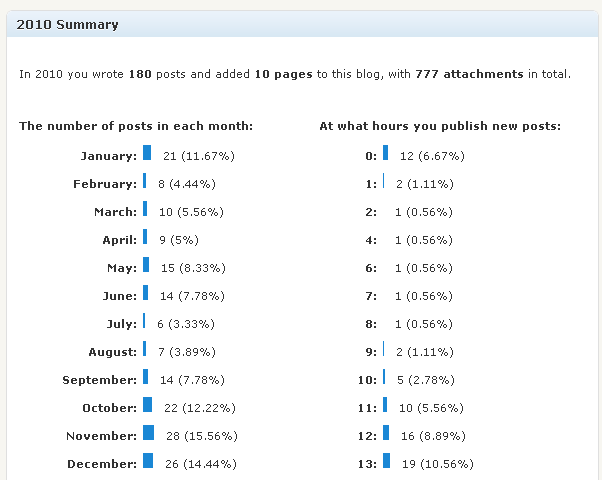 2010 Summary
In 2010 you wrote 180 posts and added 10 pages to this blog, with 777 attachments in total.
The number of posts in each month:
January: 21 (11.67%)
February: 8 (4.44%)
March: 10 (5.56%)
April: 9 (5%)
May: 15 (8.33%)
June: 14 (7.78%)
July: 6 (3.33%)
August: 7 (3.89%)
September: 14 (7.78%)
October: 22 (12.22%)
November: 28 (15.56%)
December: 26 (14.44%)
At what hours you publish new posts:
0: 12 (6.67%)
1: 2 (1.11%)
2: 1 (0.56%)
4: 1 (0.56%)
6: 1 (0.56%)
7: 1 (0.56%)
8: 1 (0.56%)
9: 2 (1.11%)
10: 5 (2.78%)
11: 10 (5.56%)
12: 16 (8.89%)
13: 19 (10.56%)